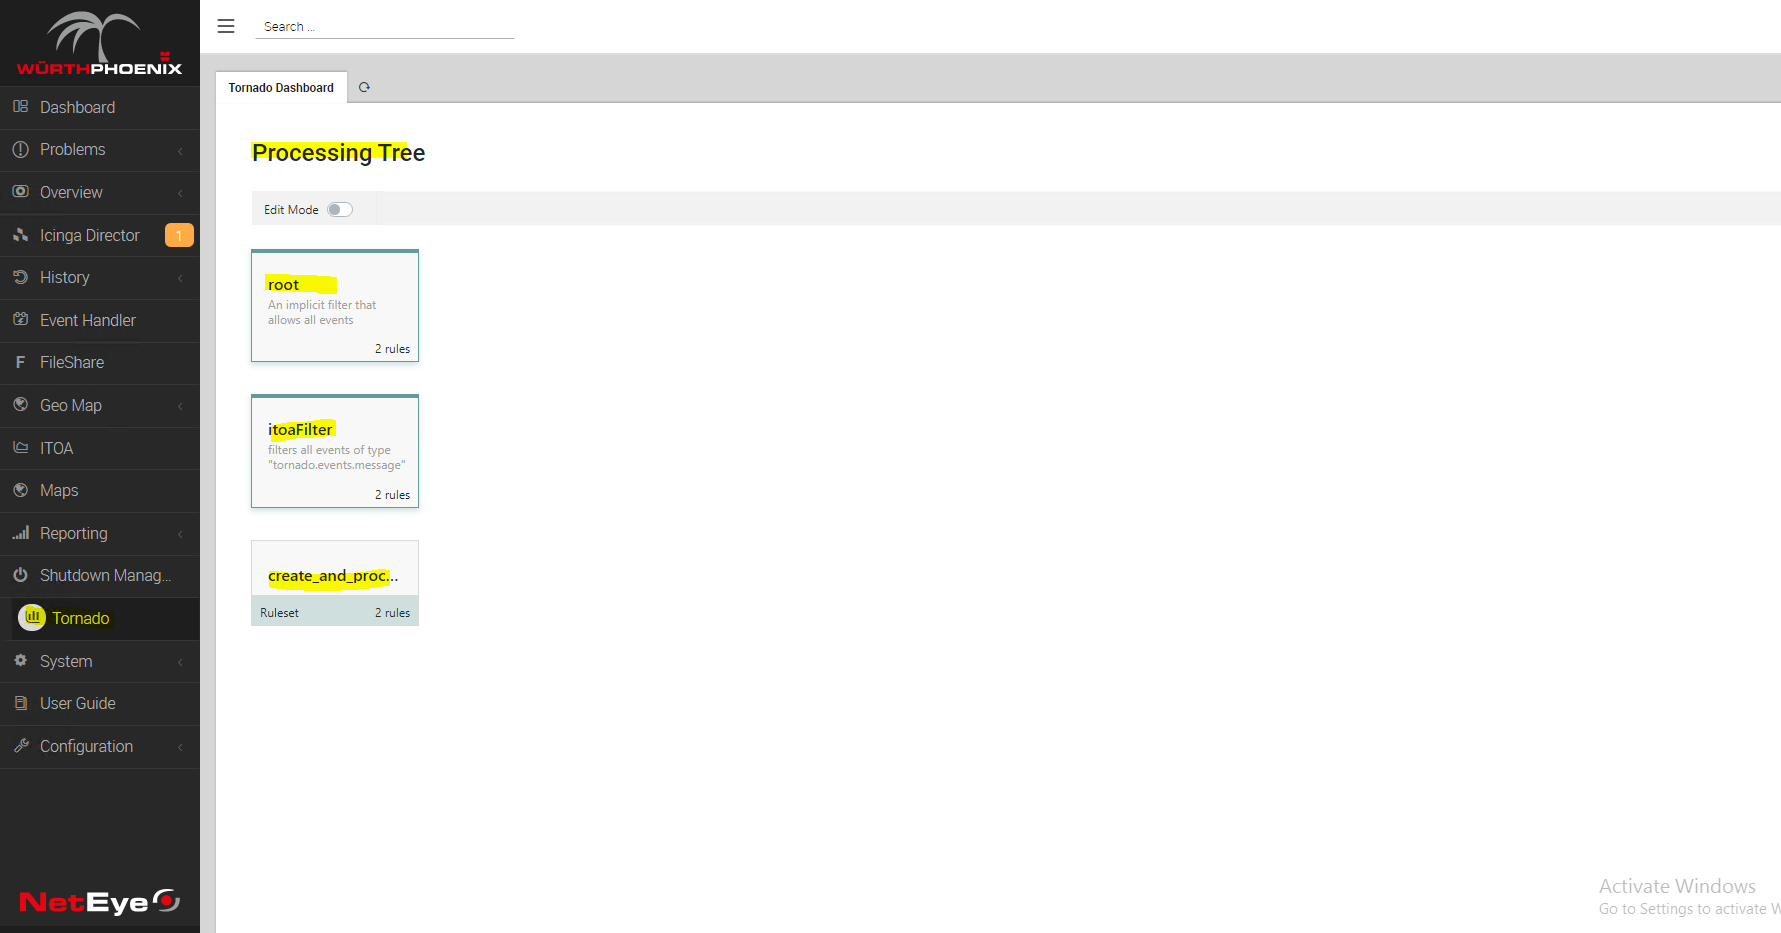 WÜRTHPHOENIX
Search ...
Tornado Dashboard
Dashboard
Problems
Overview
Icinga Director 1
History
Event Handler
F FileShare
Geo Map
ITOA
Maps
Reporting
Shutdown Manag...
Tornado
System
User Guide
Configuration
NetEye
Processing Tree
Edit Mode
root
An implicit filter that
allows all events
2 rules
itoaFilter
filters all events of type
"tornado.events.message"
2 rules
create_and_proc...
Ruleset 2 rules
Activate Windows
Go to Settings to activate W